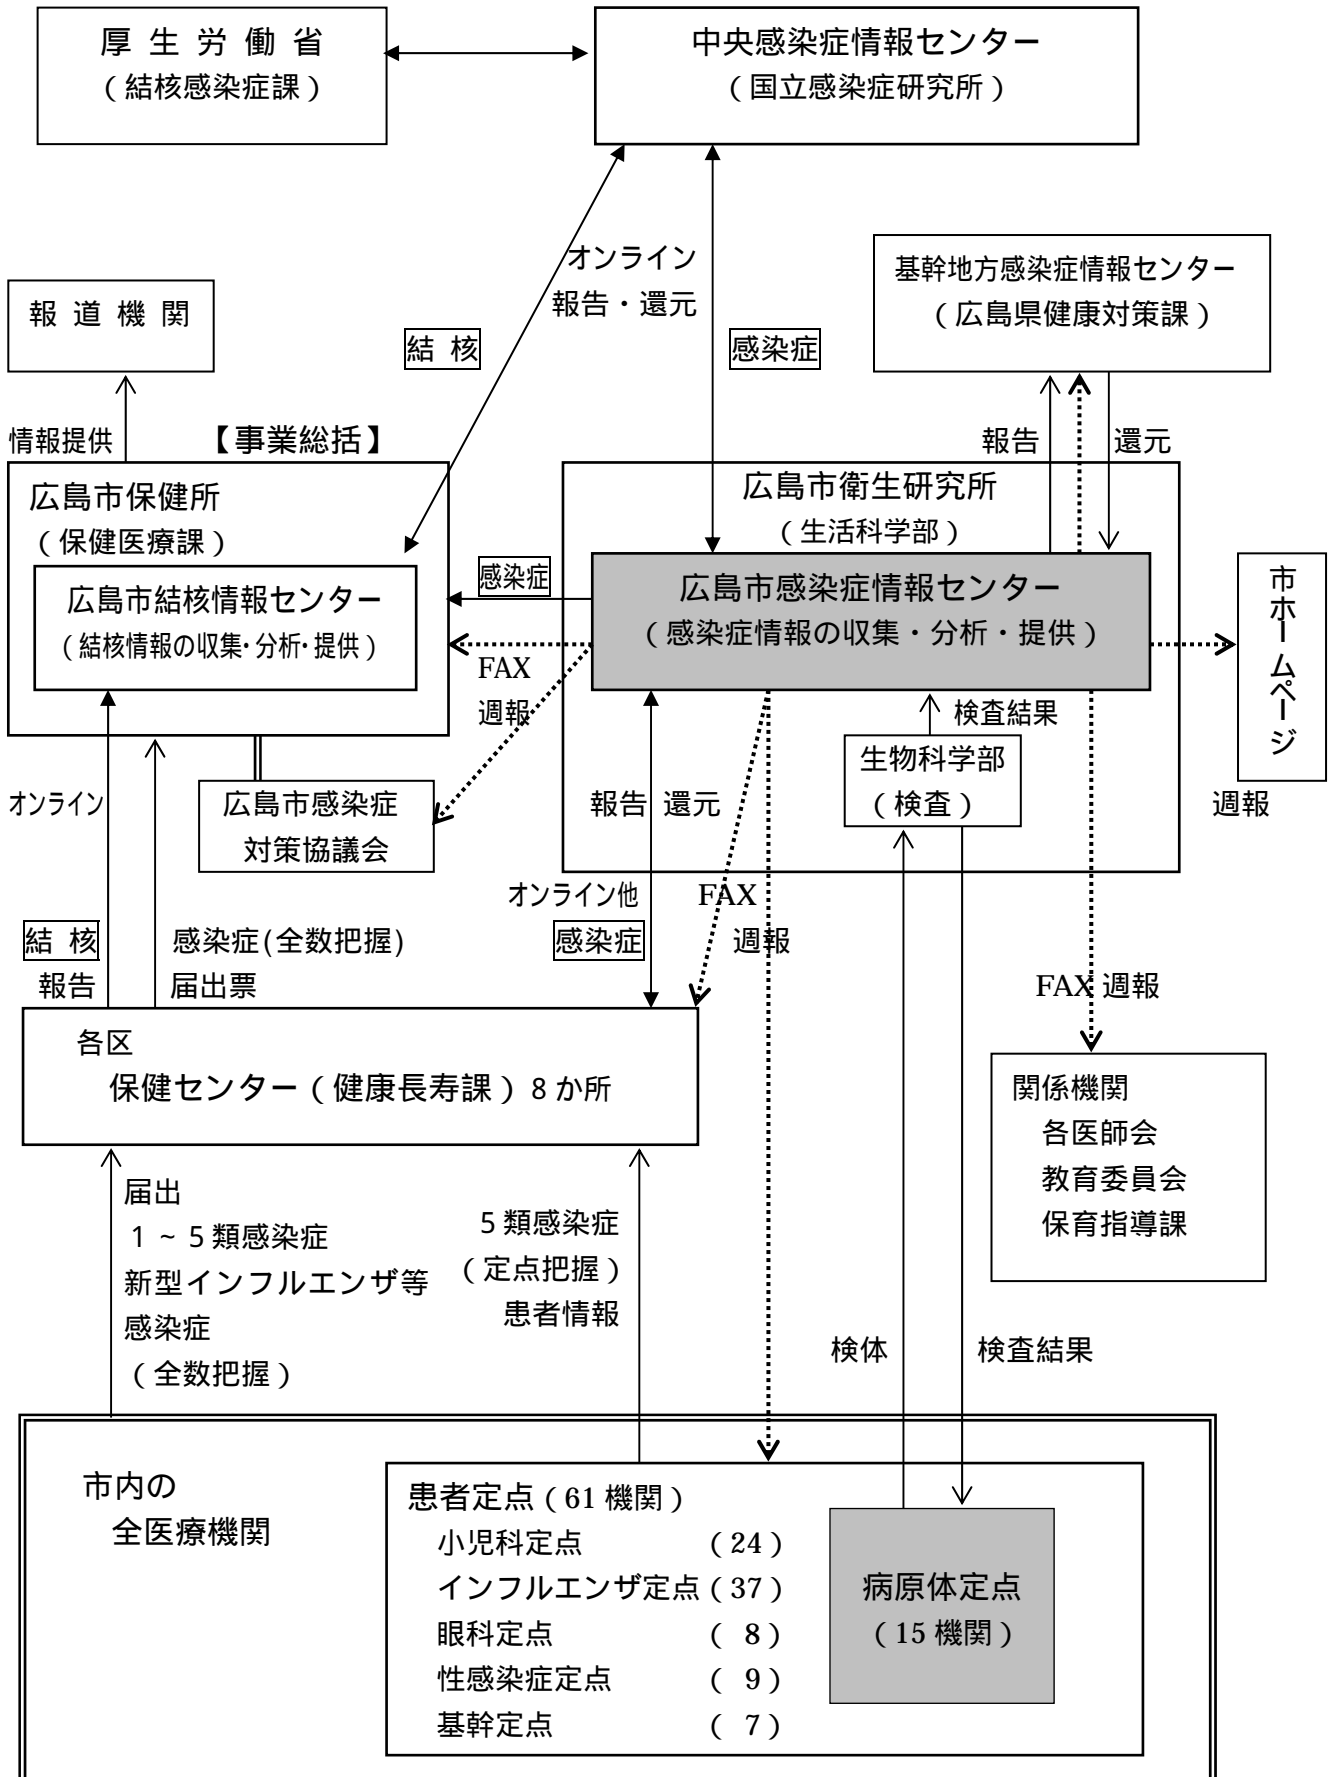 厚 生 労 働 省
（結核感染症課）
中央感染症情報センター
（国立感染症研究所）
オンライン
報告・還元
基幹地方感染症情報センター
（広島県健康対策課）
報 道 機 関
結 核
感染症
情報提供
【事業総括】
報告
還元
広島市保健所
（保健医療課）
広島市衛生研究所
（生活科学部）
広島市結核情報センター
（結核情報の収集・分析・提供）
感染症
広島市感染症情報センター
（感染症情報の収集・分析・提供）
市ホームページ
FAX
週報
検査結果
生物科学部
（検査）
オンライン
広島市感染症
対策協議会
報告
還元
週報
オンライン他
感染症
FAX
週報
結 核
報告
感染症(全数把握)
届出票
FAX 週報
各区
保健センター（健康長寿課）8か所
関係機関
各医師会
教育委員会
保育指導課
届出
1 ~ 5類感染症
新型インフルエンザ等
感染症
（全数把握）
5類感染症
（定点把握）
患者情報
検体
検査結果
市内の
全医療機関
患者定点（61 機関）
小児科定点 （24）
インフルエンザ定点（37）
眼科定点 （ 8）
性感染症定点 （ 9）
基幹定点 （ 7）
病原体定点
（15 機関）